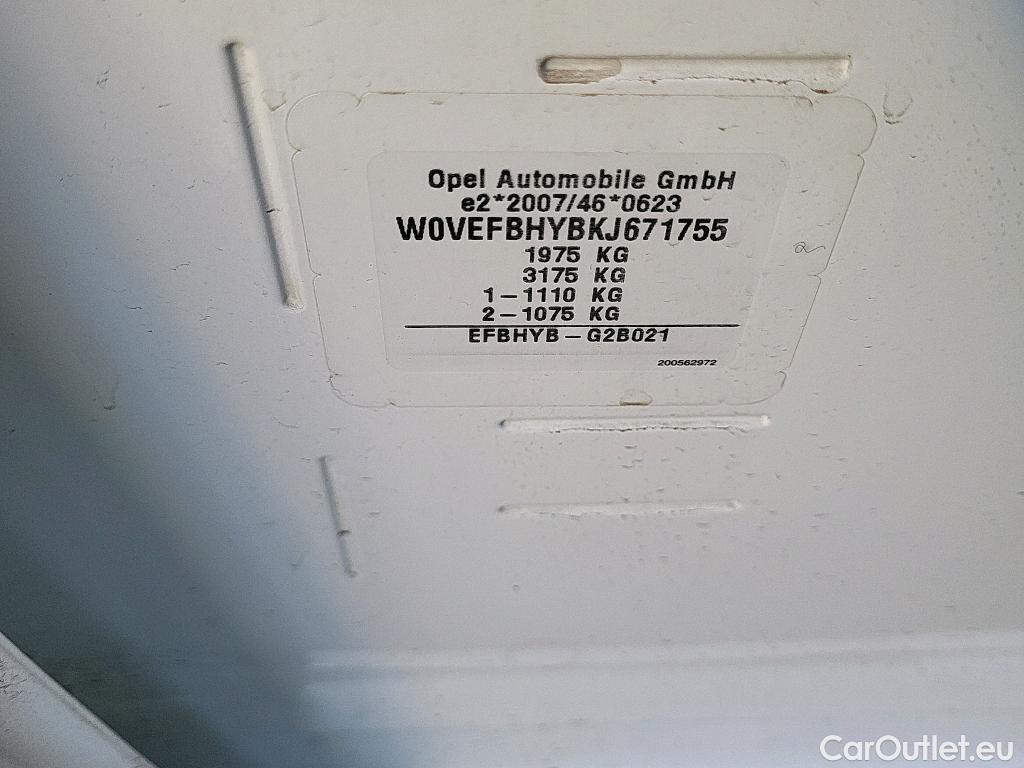 Opel Automobile GmbH
e2*2007/46*0623
W0VEFBHYBKJ671755
1975 KG
3175 KG
1-1110 KG
2-1075 KG
EFBHYB-G2B021
200562972
CarOutlet.eu